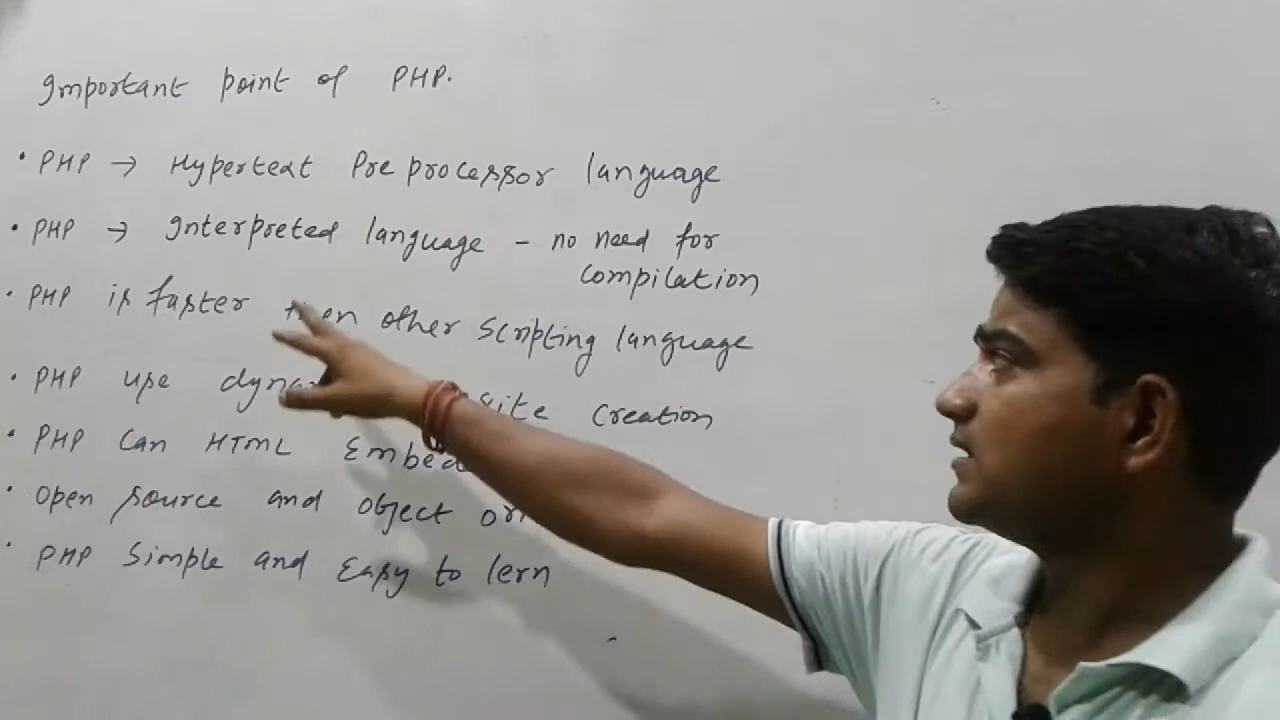 Important point of PHP.
• PHP → Hypertext Pre processor language
• PHP → Interpreted language - no need for
compilation
• PHP is faster then other scripting language
• PHP use site creation
• PHP can HTML Embed
• open source and object
• PHP Simple and Easy to lern